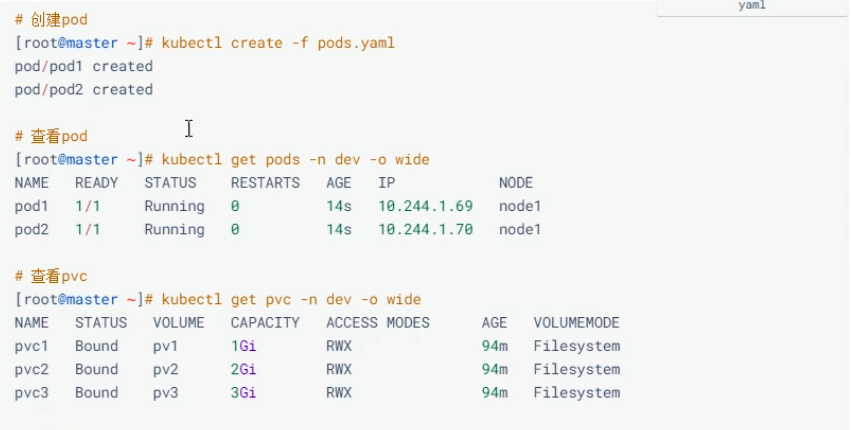 yaml
# 创建pod
[root@master ~]# kubectl create -f pods.yaml
pod/pod1 created
pod/pod2 created
# 查看pod
[root@master ~]# kubectl get pods -n dev -o wide
NAME READY STATUS RESTARTS AGE IP NODE
pod1 1/1 Running 0 14s 10.244.1.69 node1
pod2 1/1 Running 0 14s 10.244.1.70 node1
# 查看pvc
[root@master ~]# kubectl get pvc -n dev -o wide
NAME STATUS VOLUME CAPACITY ACCESS MODES AGE VOLUMEMODE
pvc1 Bound pv1 1Gi RWX 94m Filesystem
pvc2 Bound pv2 2Gi RWX 94m Filesystem
pvc3 Bound pv3 3Gi RWX 94m Filesystem